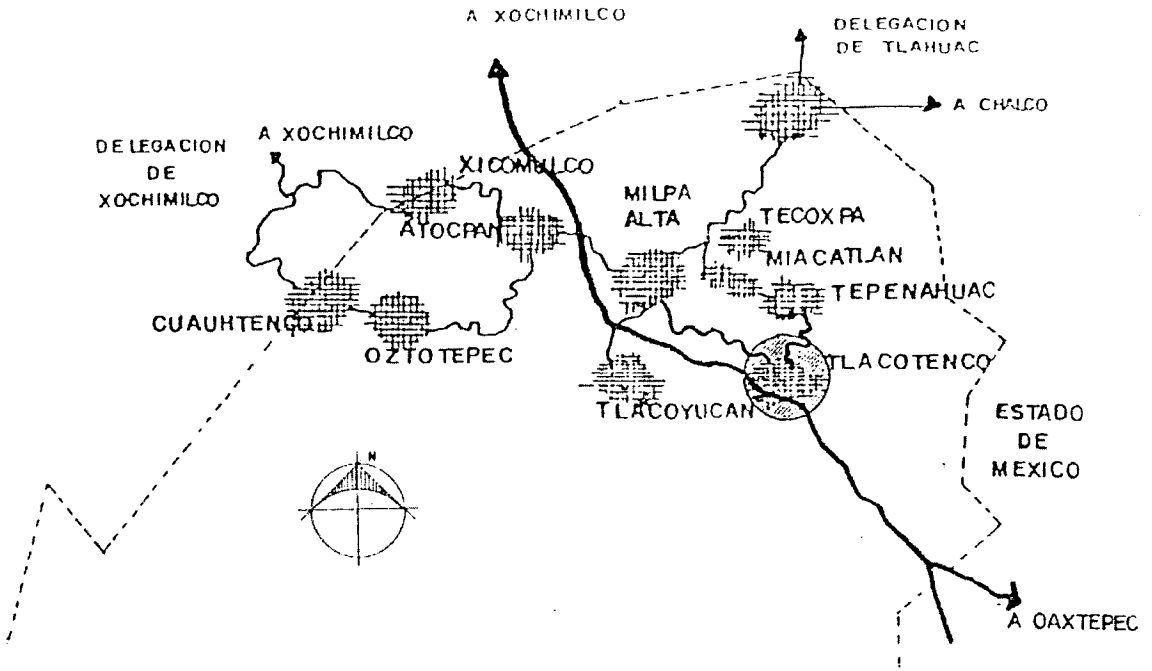 A XOCHIMILCO
DELEGACION
DE TLAHUAC
A CHALCO
A XOCHIMILCO
DELEGACION
DE
XOCHIMILCO
XICOMULCO
MILPA
ALTA
TECOXPA
ATOCPAN
MIACATLAN
TEPENAHUAC
CUAUHTENCO
OZTOTEPEC
TLACOTENCO
TLACOYUCAN
ESTADO
DE
MEXICO
N
A OAXTEPEC